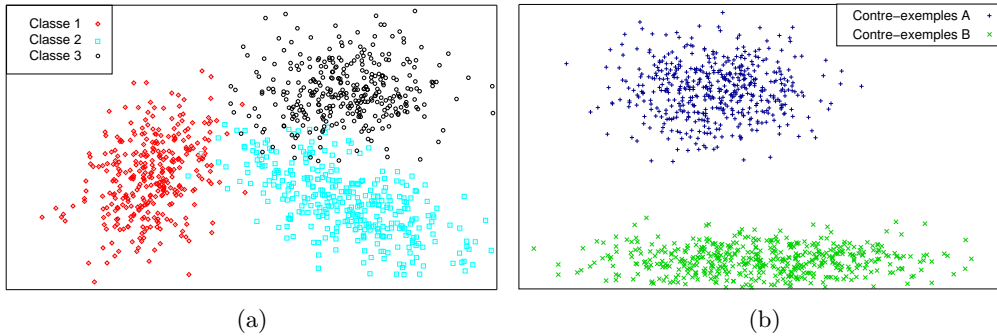 Classe 1
Classe 2
Classe 3
Contre−exemples A
Contre−exemples B
(a)
(b)